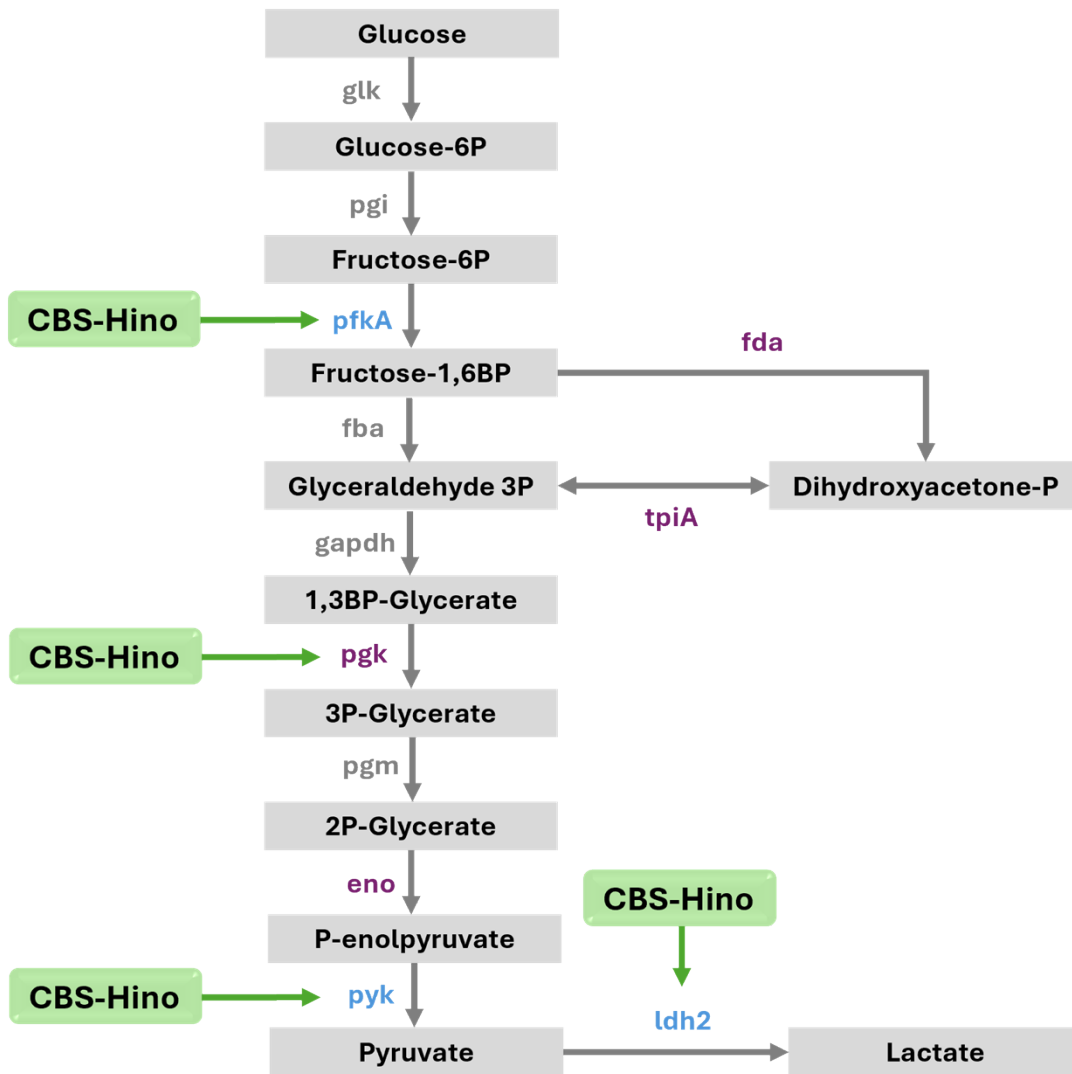 Glucose
glk
Glucose-6P
pgi
Fructose-6P
CBS-Hino
pfkA
fda
Fructose-1,6BP
fba
Glyceraldehyde 3P
Dihydroxyacetone-P
tpiA
gapdh
1,3BP-Glycerate
CBS-Hino
pgk
3P-Glycerate
pgm
2P-Glycerate
eno
CBS-Hino
P-enolpyruvate
CBS-Hino
pyk
ldh2
Pyruvate
Lactate